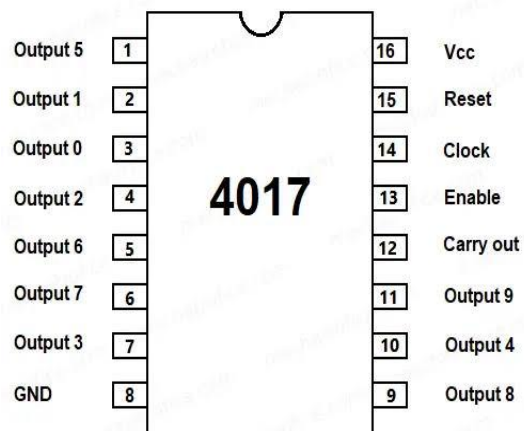 Output 5 1 16 Vcc
Output 1 2 15 Reset
Output 0 3 14 Clock
Output 2 4 4017 13 Enable
Output 6 5 12 Carry out
Output 7 6 11 Output 9
Output 3 7 10 Output 4
GND 8 9 Output 8